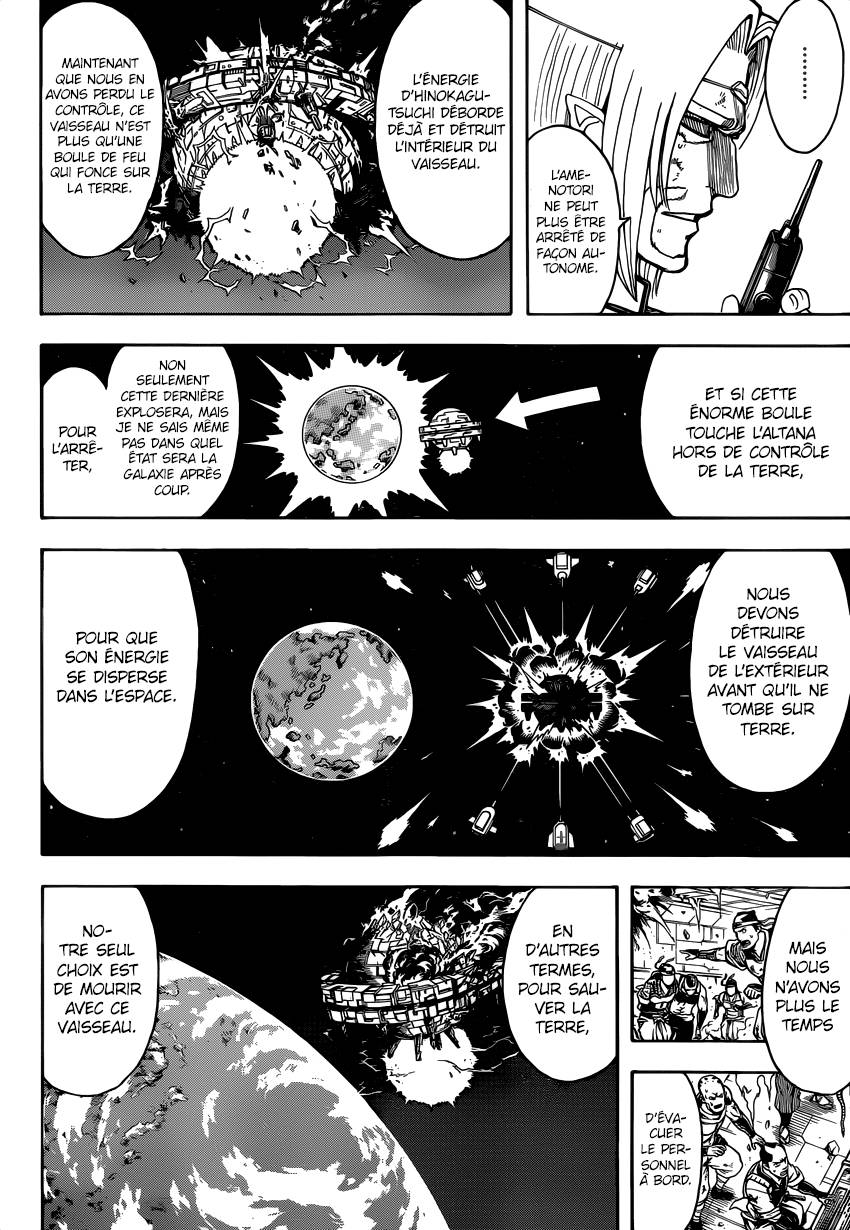 ..........
L'AME-
NOTORI
NE PEUT
PLUS ÊTRE
ARRÊTÉ DE
FAÇON AU-
TONOME.
L'ÉNERGIE
D'HINOKAGU-
TSUCHI DÉBORDE
DÉJÀ ET DÉTRUIT
L'INTÉRIEUR DU
VAISSEAU.
MAINTENANT
QUE NOUS EN
AVONS PERDU LE
CONTRÔLE, CE
VAISSEAU N'EST
PLUS QU'UNE
BOULE DE FEU
QUI FONCE SUR
LA TERRE.
ET SI CETTE
ÉNORME BOULE
TOUCHE L'ALTANA
HORS DE CONTRÔLE
DE LA TERRE,
NON
SEULEMENT
CETTE DERNIÈRE
EXPLOSERA, MAIS
JE NE SAIS MÊME
PAS DANS QUEL
ÉTAT SERA LA
GALAXIE APRÈS
COUP.
POUR
L'ARRÊ-
TER,
NOUS
DEVONS
DÉTRUIRE
LE VAISSEAU
DE L'EXTÉRIEUR
AVANT QU'IL NE
TOMBE SUR
TERRE.
POUR QUE
SON ÉNERGIE
SE DISPERSE
DANS L'ESPACE.
MAIS
NOUS
N'AVONS
PLUS LE
TEMPS
D'ÉVA-
CUER
LE PER-
SONNEL
À BORD.
EN
D'AUTRES
TERMES,
POUR SAU-
VER LA
TERRE,
NO-
TRE SEUL
CHOIX EST
DE MOURIR
AVEC CE
VAISSEAU.